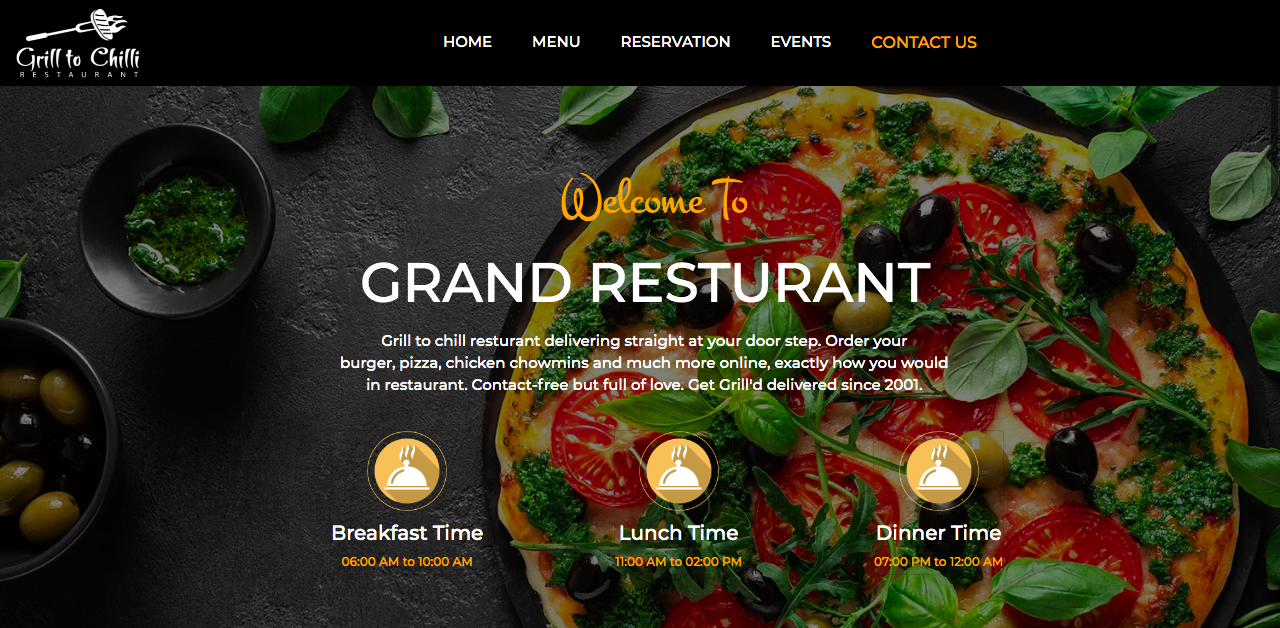 Grill to Chilli
RESTAURANT
HOME MENU RESERVATION EVENTS CONTACT US
Welcome To
GRAND RESTURANT
Grill to chill resturant delivering straight at your door step. Order your
burger, pizza, chicken chowmins and much more online, exactly how you would
in restaurant. Contact-free but full of love. Get Grill'd delivered since 2001.
Breakfast Time
06:00 AM to 10:00 AM
Lunch Time
11:00 AM to 02:00 PM
Dinner Time
07:00 PM to 12:00 AM